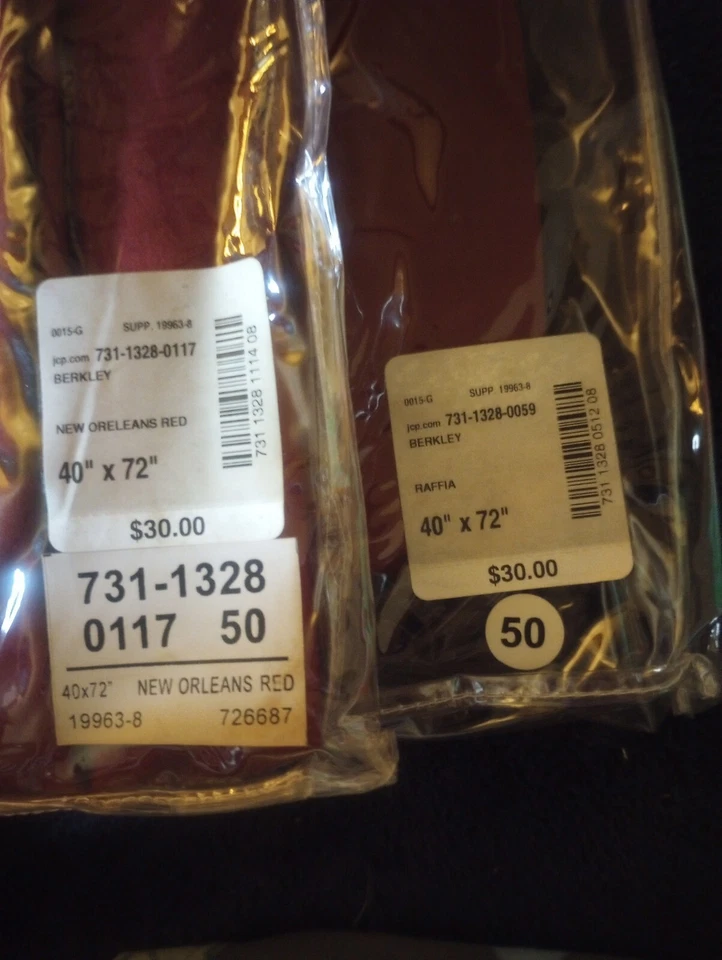 0015-G SUPP. 19963-8
jcp.com 731-1328-0117
BERKLEY
NEW ORELEANS RED
40" x 72"
$30.00
731 1328 1114 08
731-1328
0117 50
40x72" NEW ORLEANS RED
19963-8 726687
0015-G SUPP 19963-8
jcp.com 731-1328-0059
BERKLEY
RAFFIA
40" x 72"
$30.00
731 1328 0512 08
50